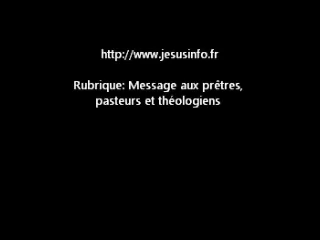 http://www.jesusinfo.fr
Rubrique: Message aux prêtres,
pasteurs et théologiens